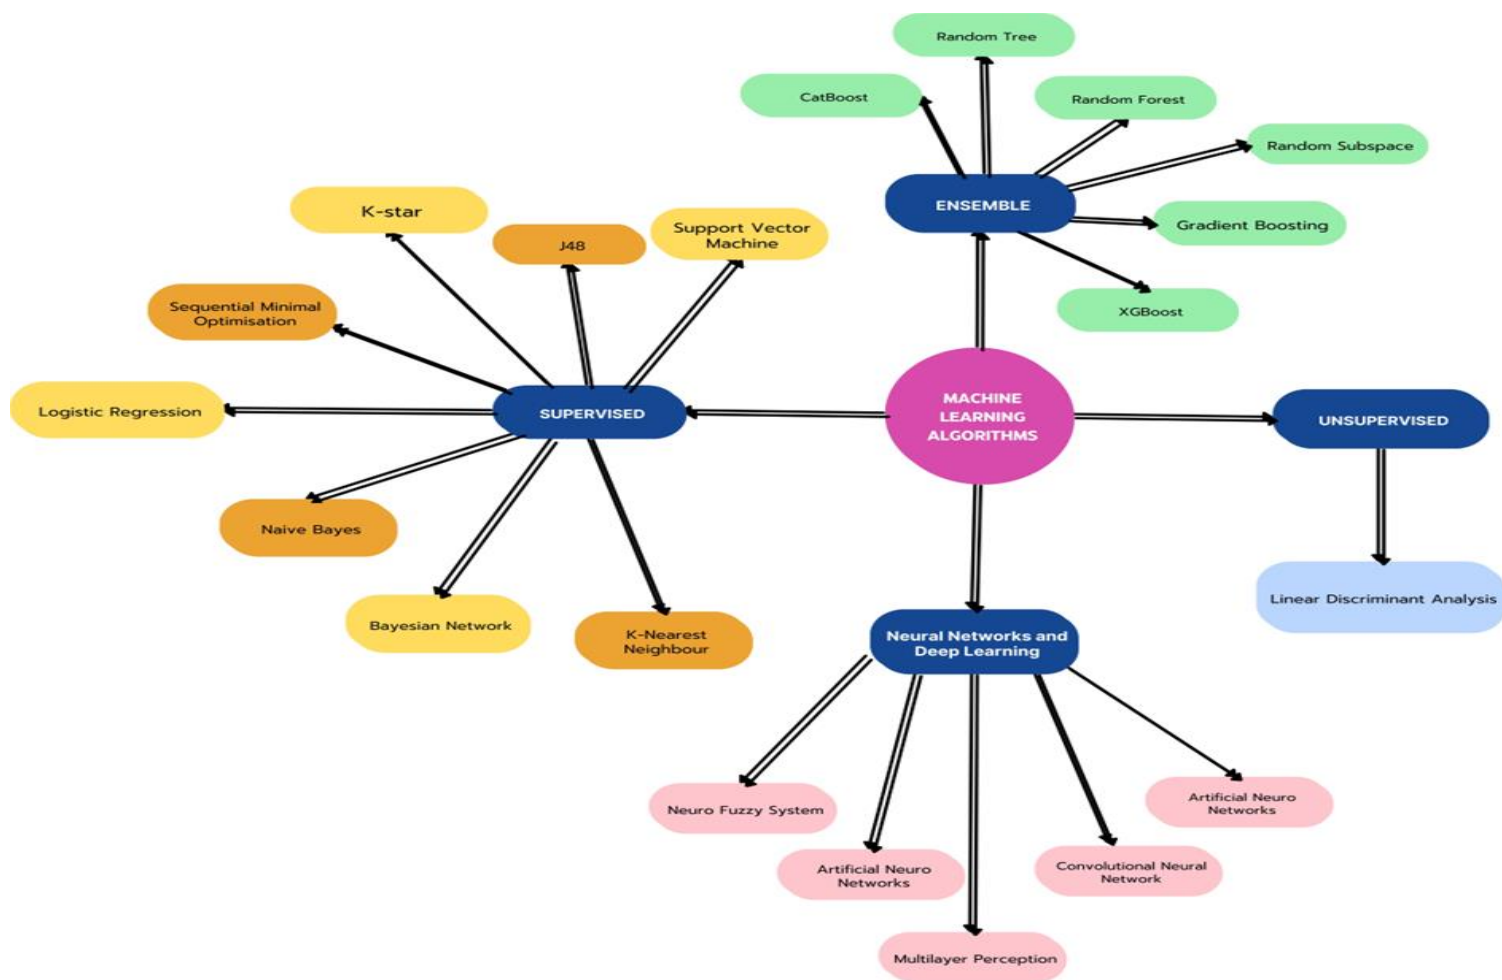 Random Tree
CatBoost
Random Forest
Random Subspace
ENSEMBLE
Gradient Boosting
XGBoost
K-star
J48
Support Vector
Machine
Sequential Minimal
Optimisation
Logistic Regression
SUPERVISED
Naive Bayes
Bayesian Network
K-Nearest
Neighbour
MACHINE
LEARNING
ALGORITHMS
UNSUPERVISED
Linear Discriminant Analysis
Neural Networks and
Deep Learning
Neuro Fuzzy System
Artificial Neuro
Networks
Multilayer Perception
Convolutional Neural
Network
Artificial Neuro
Networks